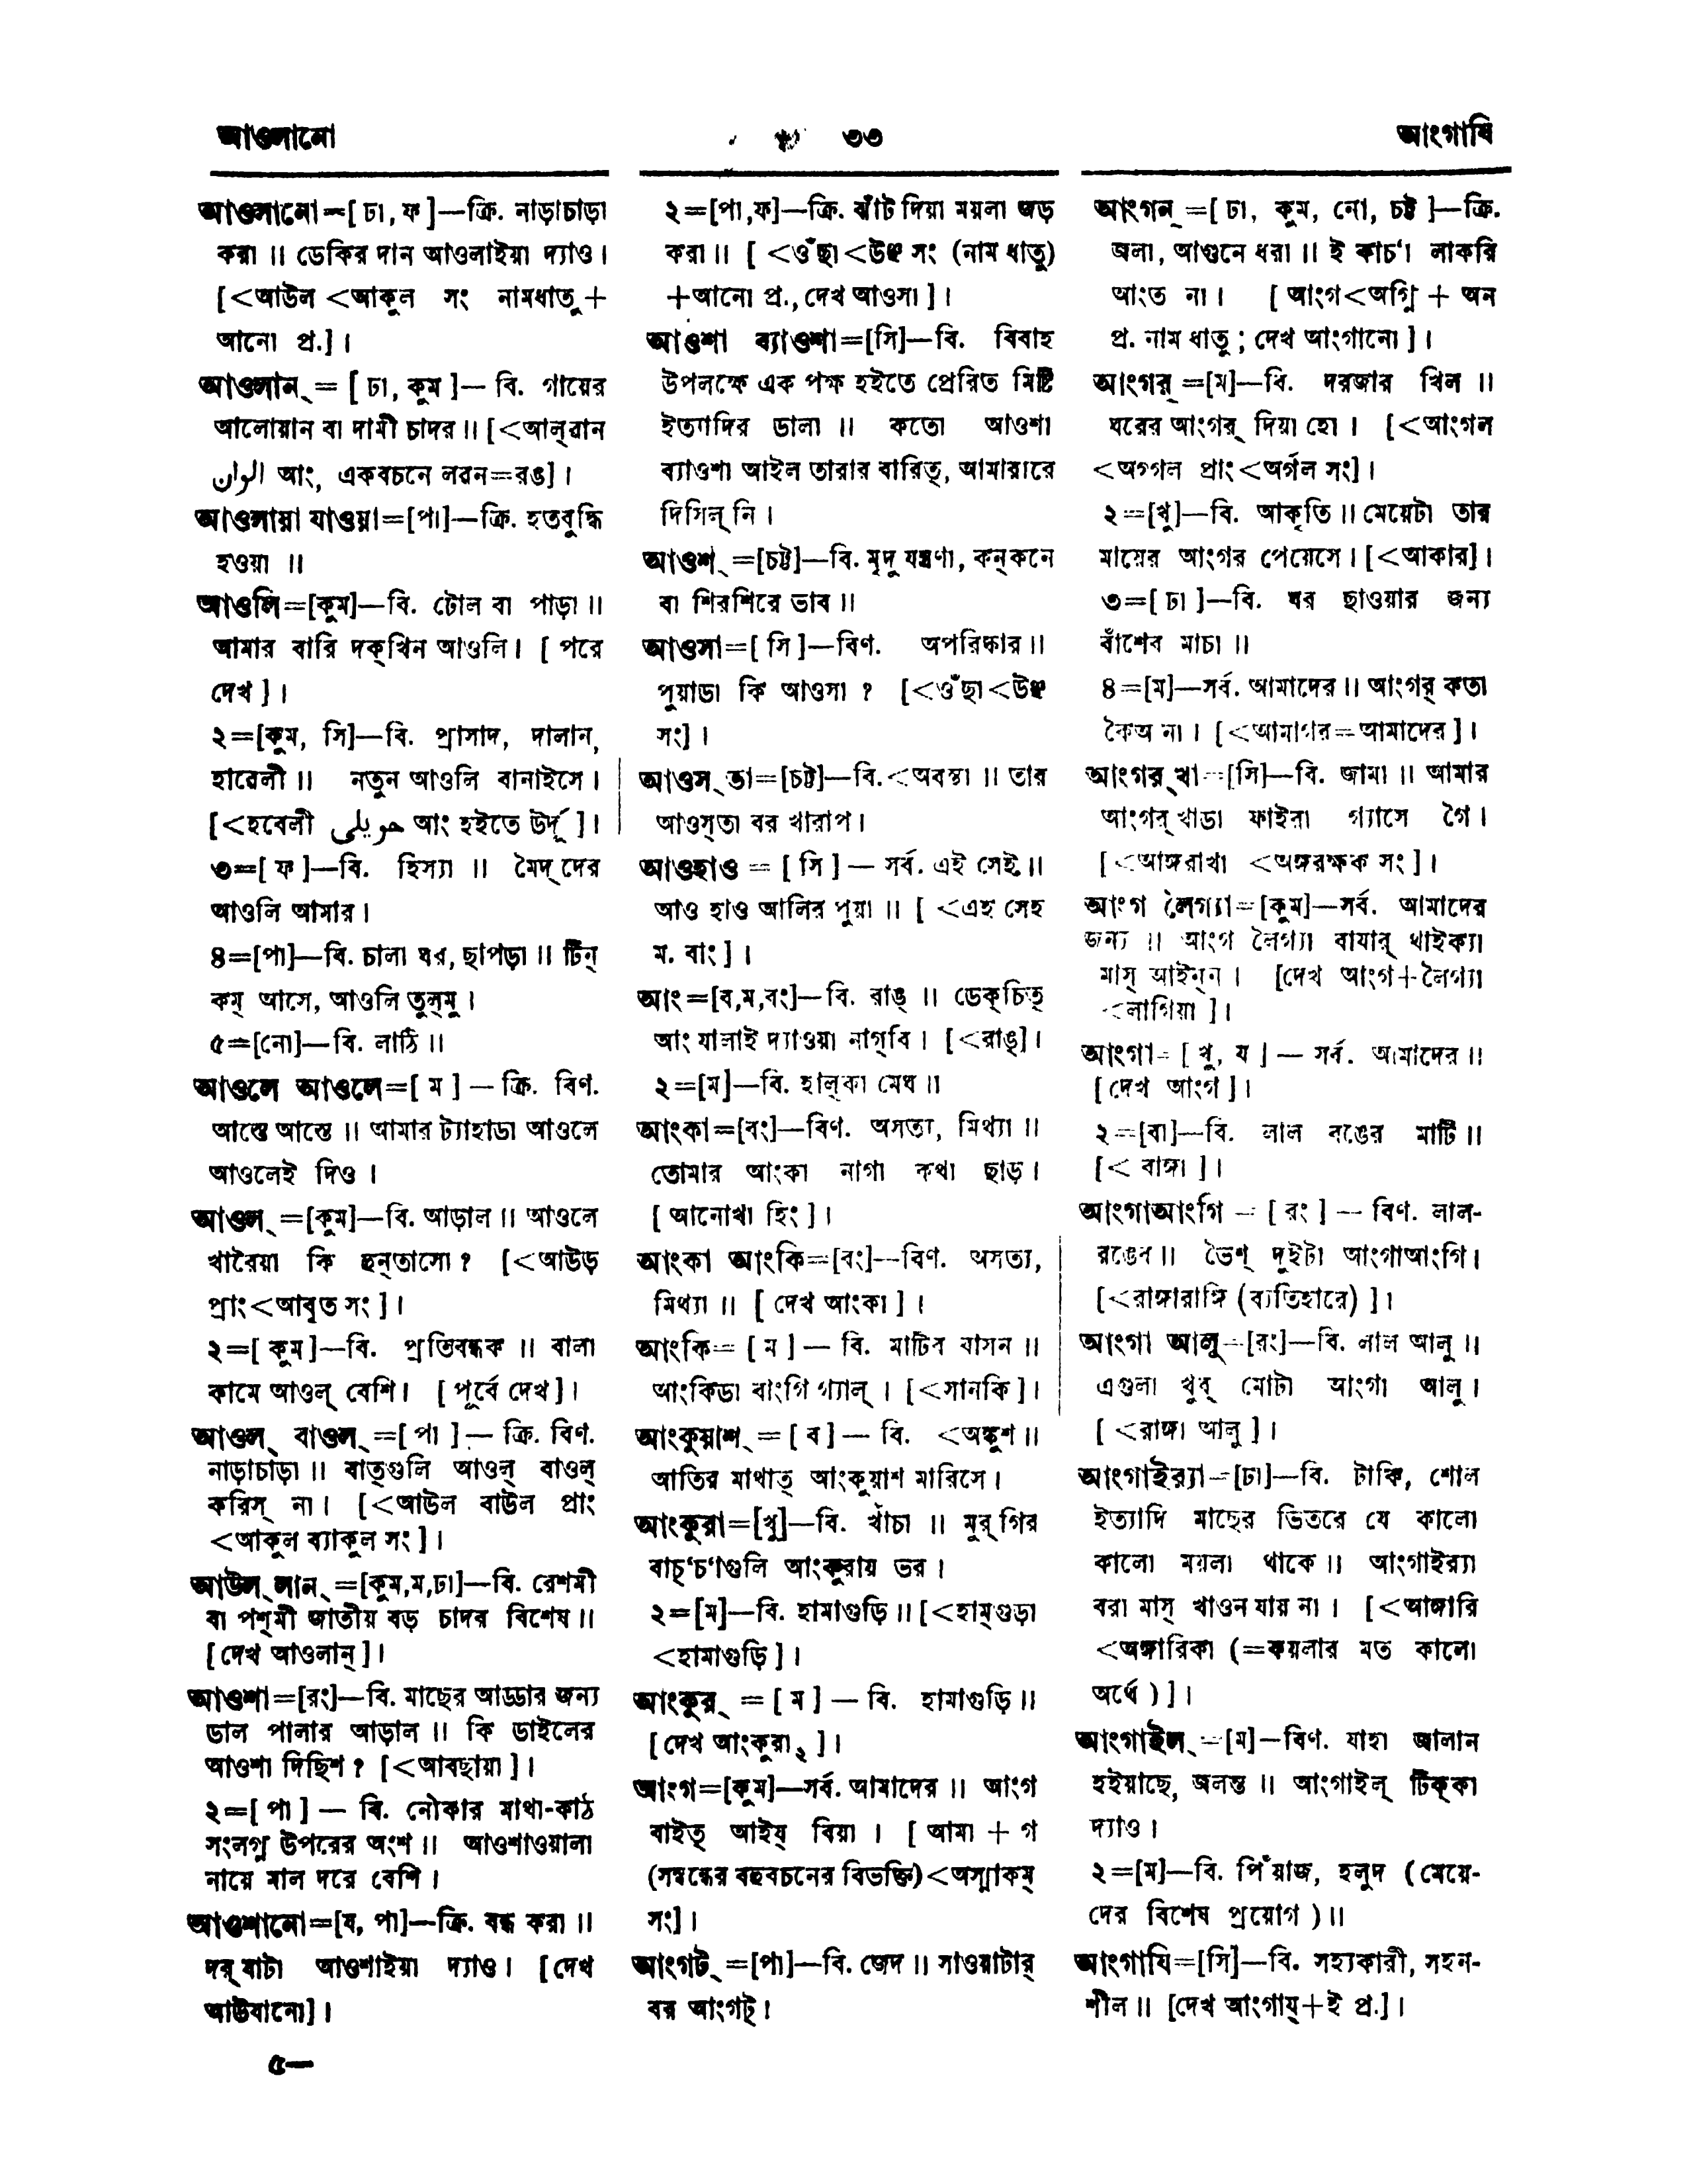 আওলানো
৩৩
আংগাযি
আওলানো=[ ঢা, ফ ]—ক্রি. নাড়াচাড়া
করা ॥ ডেকির দান আওলাইয়া দ্যাও।
[<আউল <আকুল সং নামধাতু+
আনো প্র.]।
আওলান্ = [ ঢা, কুম ]— বি. গায়ের
আলোয়ান বা দামী চাদর ॥ [<আল্‌ৱান
الوان আং, একবচনে লৱন=রঙ]।
আওলায়া যাওয়া=[পা]—ক্রি. হতবুদ্ধি
হওয়া ॥
আওলি=[কুম]—বি. টোল বা পাড়া ॥
আমার বারি দক্‌খিন আওলি। [ পরে
দেখ ]।
২=[কুম, সি]—বি. প্রাসাদ, দালান,
হাৱেলী ॥ নতুন আওলি বানাইসে।
[<হবেলী حويلى আং হইতে উর্দূ ]।
৩=[ ফ ]—বি. হিস্যা ॥ মৈদ্‌দের
আওলি আমার।
৪=[পা]—বি. চালা ঘর, ছাপড়া ॥ টিন্
কম্ আসে, আওলি তুল্‌মু।
৫=[নো]—বি. লাঠি ॥
আওলে আওলে=[ ম ] — ক্রি. বিণ.
আস্তে আস্তে ॥ আমার ট্যাহাডা আওলে
আওলেই দিও।
আওল্ =[কুম]—বি. আড়াল ॥ আওলে
খারৈয়া কি হুন্‌তাসো? [<আউড়
প্রাং<আবৃত সং ]।
২=[ কুম ]—বি. প্রতিবন্ধক ॥ বালা
কামে আওল্ বেশি। [ পূর্বে দেখ ]।
আওল্ বাওল্ =[ পা ] — ক্রি. বিণ.
নাড়াচাড়া ॥ বাত্‌গুলি আওল্ বাওল্
করিস্ না। [<আউল বাউল প্রাং
<আকুল ব্যাকুল সং ]।
আউল্ লান্ =[কুম,ম,ঢা]—বি. রেশমী
বা পশ্‌মী জাতীয় বড় চাদর বিশেষ ॥
[ দেখ আওলান্ ]।
আওশা=[রং]—বি. মাছের আড্ডার জন্য
ডাল পালার আড়াল ॥ কি ডাইলের
আওশা দিছিশ? [<আবছায়া ]।
২=[ পা ] — বি. নৌকার মাথা-কাঠ
সংলগ্ন উপরের অংশ ॥ আওশাওয়ালা
নায়ে মাল দরে বেশি।
আওশানো=[য, পা]—ক্রি. বন্ধ করা ॥
দর্‌ৱাটা আওশাইয়া দ্যাও। [দেখ
আউযানো]।
৫—
২=[পা,ফ]—ক্রি. ঝাঁট দিয়া ময়লা জড়
করা ॥ [ <ওঁছা<উঞ্ছ সং (নাম ধাতু)
+আনো প্র., দেখ আওসা ]।
আওশা ব্যাওশা=[সি]—বি. বিবাহ
উপলক্ষে এক পক্ষ হইতে প্রেরিত মিষ্টি
ইত্যাদির ডালা ॥ কতো আওশা
ব্যাওশা আইল তারার বারিত্, আমারারে
দিসিল্ নি।
আওশ্ =[চট্ট]—বি. মৃদু যন্ত্রণা, কন্‌কনে
বা শিরশিরে ভাব ॥
আওসা=[ সি ]—বিণ. অপরিষ্কার ॥
পুয়াডা কি আওসা? [<ওঁছা<উঞ্ছ
সং]।
আওস্ তা=[চট্ট]—বি.<অবস্তা ॥ তার
আওস্‌তা বর খারাপ।
আওহাও = [ সি ] — সর্ব. এই সেই ॥
আও হাও আলির পুয়া ॥ [ <এহ সেহ
ম. বাং ]।
আং=[ব,ম,বং]—বি. রাঙ্ ॥ ডেক্‌চিত্
আং যালাই দ্যাওয়া নাগ্‌বি। [<রাঙ্]।
২=[ম]—বি. হাল্‌কা মেঘ ॥
আংকা=[বং]—বিণ. অসত্য, মিথ্যা ॥
তোমার আংকা নাগা কথা ছাড়।
[ আনোখা হিং ]।
আংকা আংকি=[বং]—বিণ. অসত্য,
মিথ্যা ॥ [ দেখ আংকা ]।
আংকি= [ ম ] — বি. মাটির বাসন ॥
আংকিডা বাংগি গ্যাল্। [<সানকি]।
আংকুয়াশ্ = [ ব ] — বি. <অঙ্কুশ ॥
আতির মাথাত্ আংকুয়াশ মারিসে।
আংকুরা=[খু]—বি. খাঁচা ॥ মুর্‌গির
বাচ্‌চ‘াগুলি আংকুরায় ভর।
২=[ম]—বি. হামাগুড়ি ॥ [<হাম্‌গুড়া
<হামাগুড়ি ]।
আংকুর্ = [ ম ] — বি. হামাগুড়ি ॥
[ দেখ আংকুরা২ ]।
আংগ=[কুম]—সর্ব. আমাদের ॥ আংগ
বাইত্ আইয্ বিয়া। [ আমা + গ
(সম্বন্ধের বহুবচনের বিভক্তি)<অস্মাকম্
সং]।
আংগট্ =[পা]—বি. জেদ ॥ সাওয়াটার্
বর আংগট্!
আংগন্ =[ ঢা, কুম, নো, চট্ট ]—ক্রি.
জলা, আগুনে ধরা ॥ ই কাচ‘া লাকরি
আংত না। [ আংগ<অগ্নি + অন
প্র. নাম ধাতু; দেখ আংগানো ]।
আংগর্ =[ম]—বি. দরজার খিল ॥
ঘরের আংগর্ দিয়া হো। [<আংগল
<অগ্গল প্রাং<অর্গল সং]।
২=[খু]—বি. আকৃতি ॥ মেয়েটা তার
মায়ের আংগর পেয়েসে। [<আকার]।
৩=[ ঢা ]—বি. ঘর ছাওয়ার জন্য
বাঁশের মাচা ॥
৪=[ম]—সর্ব. আমাদের ॥ আংগর্ কতা
কৈঅ না। [<আমাগর=আমাদের ]।
আংগর্ খা=[সি]—বি. জামা ॥ আমার
আংগর্ খাডা ফাইরা গ্যাসে গৈ।
[ <আঙ্গরাখা <অঙ্গরক্ষক সং ]।
আংগ লৈগ্যা=[কুম]—সর্ব. আমাদের
জন্য ॥ আংগ লৈগ্যা বাযার্ থাইক্যা
মাস্ আইন্‌ন। [দেখ আংগ+লৈগ্যা
<লাগিয়া ]।
আংগা= [ খু, য ] — সর্ব. আমাদের ॥
[ দেখ আংগ ]।
২=[বা]—বি. লাল রঙের মাটি ॥
[< বাঙ্গা ]।
আংগাআংগি = [ রং ] — বিণ. লাল-
রঙের ॥ ভৈশ্ দুইটা আংগাআংগি।
[<রাঙ্গারাঙ্গি (ব্যতিহারে) ]।
আংগা আলু=[রং]—বি. লাল আলু ॥
এগুলা খুব্ মোটা আংগা আলু।
[ <রাঙ্গা আলু ]।
আংগাইর‍্যা=[ঢা]—বি. টাকি, শোল
ইত্যাদি মাছের ভিতরে যে কালো
কালো ময়লা থাকে ॥ আংগাইর‍্যা
বরা মাস্ খাওন যায় না। [<আঙ্গারি
<অঙ্গারিকা (=কয়লার মত কালো
অর্থে ) ]।
আংগাইল্ =[ম]—বিণ. যাহা জালান
হইয়াছে, জলন্ত ॥ আংগাইল্ টিক্কা
দ্যাও।
২=[ম]—বি. পিঁয়াজ, হলুদ ( মেয়ে-
দের বিশেষ প্রয়োগ ) ॥
আংগাযি=[সি]—বি. সহ্যকারী, সহন-
শীল ॥ [দেখ আংগায্+ই প্র.]।